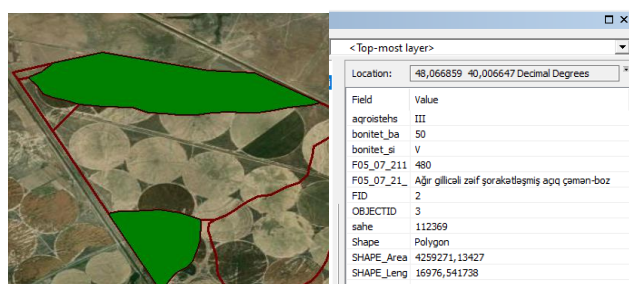 <Top-most layer>
Location: 48,066859 40,006647 Decimal Degrees
Field Value
aqroistehs III
bonitet_ba 50
bonitet_si V
F05_07_211 480
F05_07_21_ Ağır gillicəli zəif şorakətləşmiş açıq çəmən-boz
FID 2
OBJECTID 3
sahe 112369
Shape Polygon
SHAPE_Area 4259271,13427
SHAPE_Leng 16976,541738